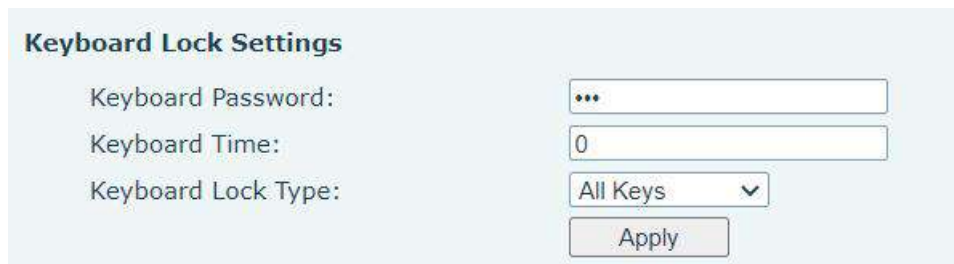 Keyboard Lock Settings
Keyboard Password: •••
Keyboard Time: 0
Keyboard Lock Type: All Keys
Apply